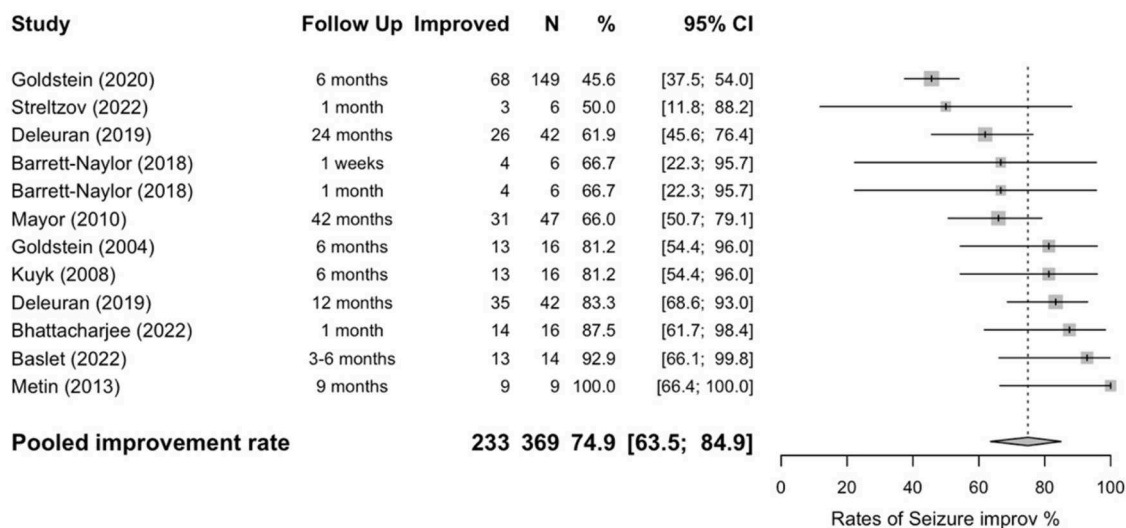 Study Follow Up Improved N % 95% CI
Goldstein (2020) 6 months 68 149 45.6 [37.5; 54.0]
Streltzov (2022) 1 month 3 6 50.0 [11.8; 88.2]
Deleuran (2019) 24 months 26 42 61.9 [45.6; 76.4]
Barrett-Naylor (2018) 1 weeks 4 6 66.7 [22.3; 95.7]
Barrett-Naylor (2018) 1 month 4 6 66.7 [22.3; 95.7]
Mayor (2010) 42 months 31 47 66.0 [50.7; 79.1]
Goldstein (2004) 6 months 13 16 81.2 [54.4; 96.0]
Kuyk (2008) 6 months 13 16 81.2 [54.4; 96.0]
Deleuran (2019) 12 months 35 42 83.3 [68.6; 93.0]
Bhattacharjee (2022) 1 month 14 16 87.5 [61.7; 98.4]
Baslet (2022) 3-6 months 13 14 92.9 [66.1; 99.8]
Metin (2013) 9 months 9 9 100.0 [66.4; 100.0]
Pooled improvement rate 233 369 74.9 [63.5; 84.9]
0 20 40 60 80 100
Rates of Seizure improv %